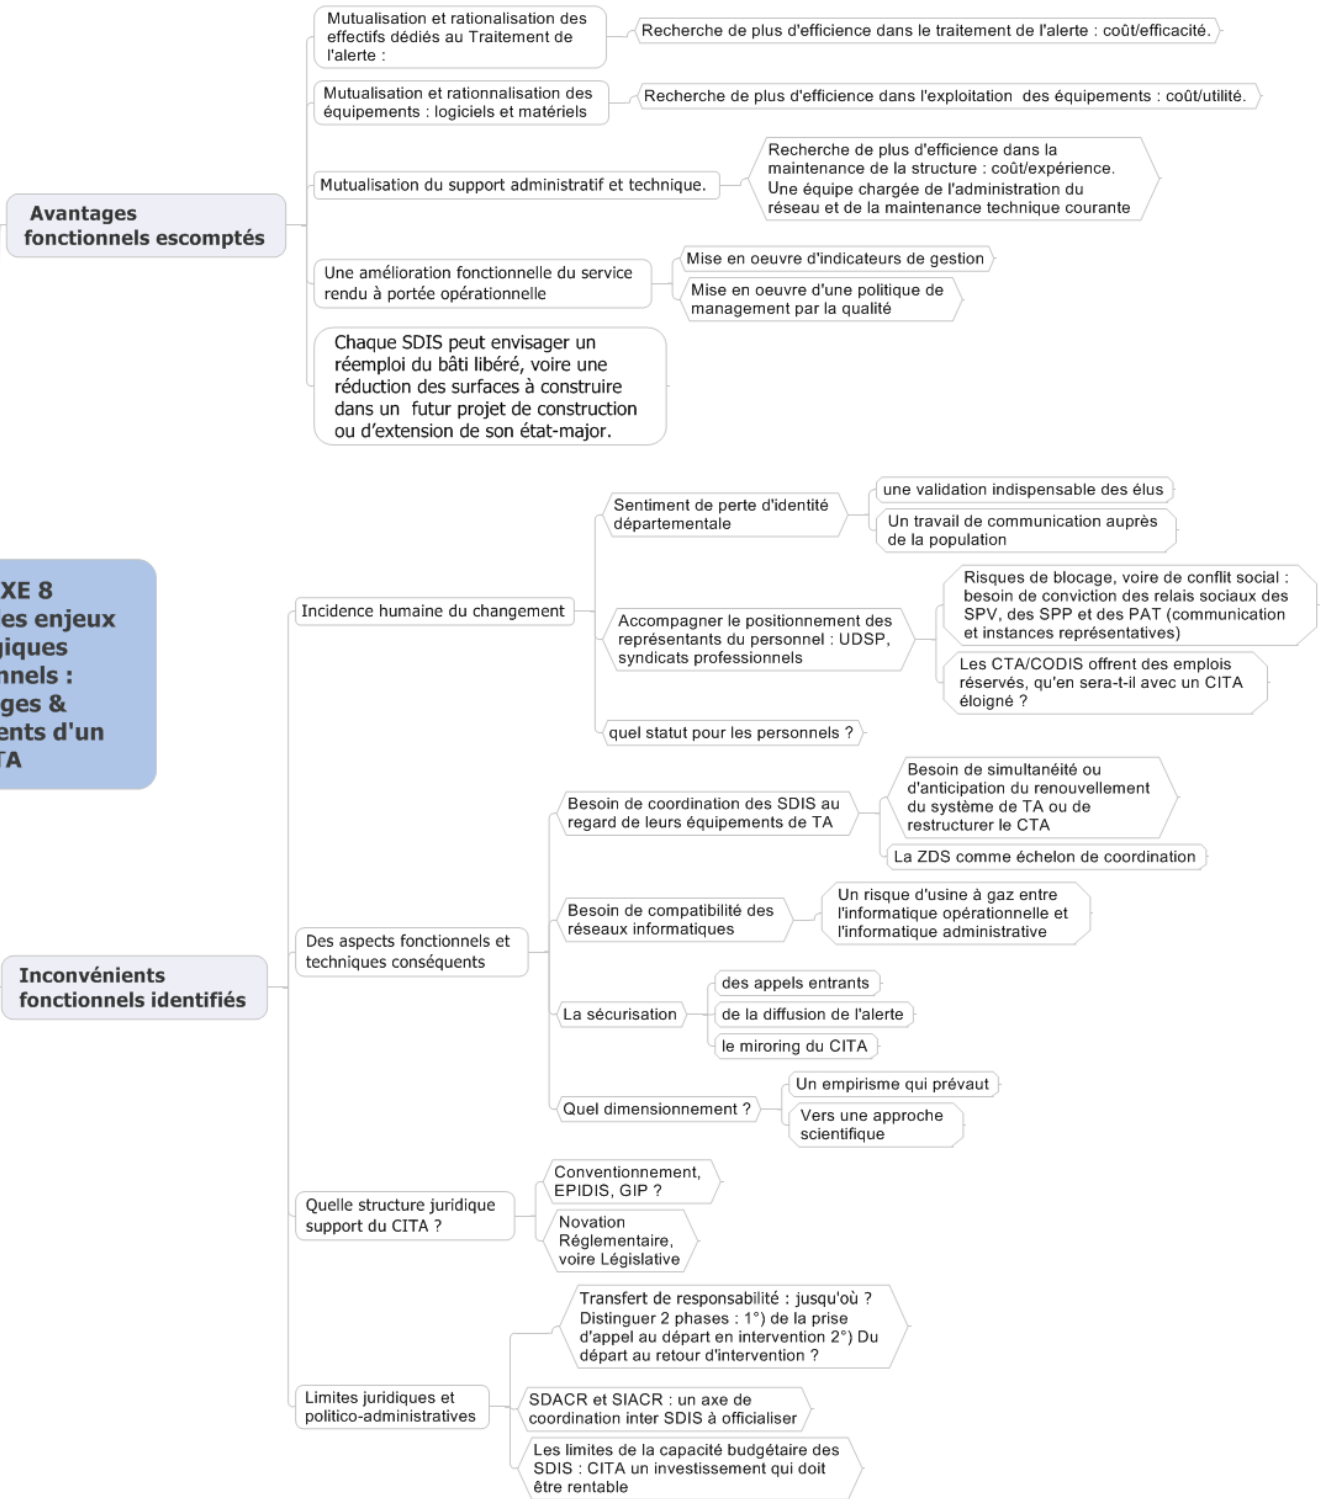 Avantages
fonctionnels escomptés
Mutualisation et rationalisation des
effectifs dédiés au Traitement de
l'alerte :
Recherche de plus d'efficience dans le traitement de l'alerte : coût/efficacité.
Mutualisation et rationnalisation des
équipements : logiciels et matériels
Recherche de plus d'efficience dans l'exploitation des équipements : coût/utilité.
Mutualisation du support administratif et technique.
Recherche de plus d'efficience dans la
maintenance de la structure : coût/expérience.
Une équipe chargée de l'administration du
réseau et de la maintenance technique courante
Une amélioration fonctionnelle du service
rendu à portée opérationnelle
Mise en oeuvre d'indicateurs de gestion
Mise en oeuvre d'une politique de
management par la qualité
Chaque SDIS peut envisager un
réemploi du bâti libéré, voire une
réduction des surfaces à construire
dans un futur projet de construction
ou d'extension de son état-major.
XE 8
les enjeux
giques
nnels :
ges &
ents d'un
TA
Inconvénients
fonctionnels identifiés
Incidence humaine du changement
Sentiment de perte d'identité
départementale
une validation indispensable des élus
Un travail de communication auprès
de la population
Accompagner le positionnement des
représentants du personnel : UDSP,
syndicats professionnels
Risques de blocage, voire de conflit social :
besoin de conviction des relais sociaux des
SPV, des SPP et des PAT (communication
et instances représentatives)
Les CTA/CODIS offrent des emplois
réservés, qu'en sera-t-il avec un CITA
éloigné ?
quel statut pour les personnels ?
Des aspects fonctionnels et
techniques conséquents
Besoin de coordination des SDIS au
regard de leurs équipements de TA
Besoin de simultanéité ou
d'anticipation du renouvellement
du système de TA ou de
restructurer le CTA
La ZDS comme échelon de coordination
Besoin de compatibilité des
réseaux informatiques
Un risque d'usine à gaz entre
l'informatique opérationnelle et
l'informatique administrative
La sécurisation
des appels entrants
de la diffusion de l'alerte
le miroring du CITA
Quel dimensionnement ?
Un empirisme qui prévaut
Vers une approche
scientifique
Quelle structure juridique
support du CITA ?
Conventionnement,
EPIDIS, GIP ?
Novation
Réglementaire,
voire Législative
Limites juridiques et
politico-administratives
Transfert de responsabilité : jusqu'où ?
Distinguer 2 phases : 1°) de la prise
d'appel au départ en intervention 2°) Du
départ au retour d'intervention ?
SDACR et SIACR : un axe de
coordination inter SDIS à officialiser
Les limites de la capacité budgétaire des
SDIS : CITA un investissement qui doit
être rentable